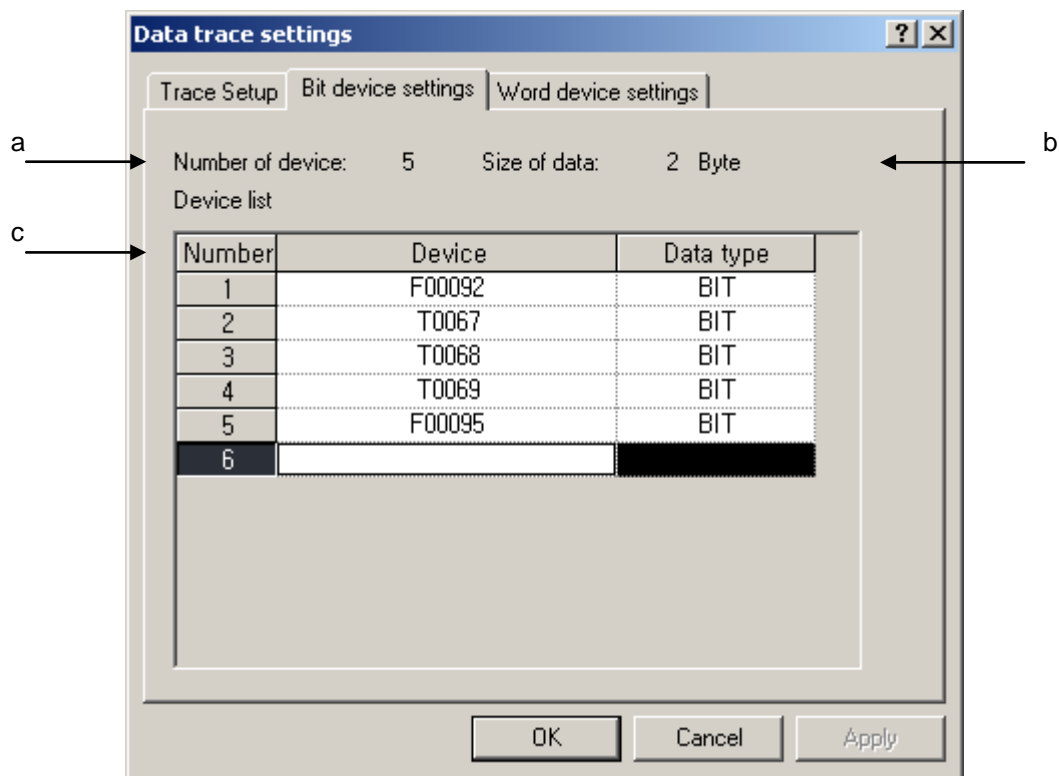 Data trace settings
Trace Setup Bit device settings Word device settings
a
Number of device: 5 Size of data: 2 Byte
b
Device list
c
Number Device Data type
1 F00092 BIT
2 T0067 BIT
3 T0068 BIT
4 T0069 BIT
5 F00095 BIT
6
OK Cancel Apply